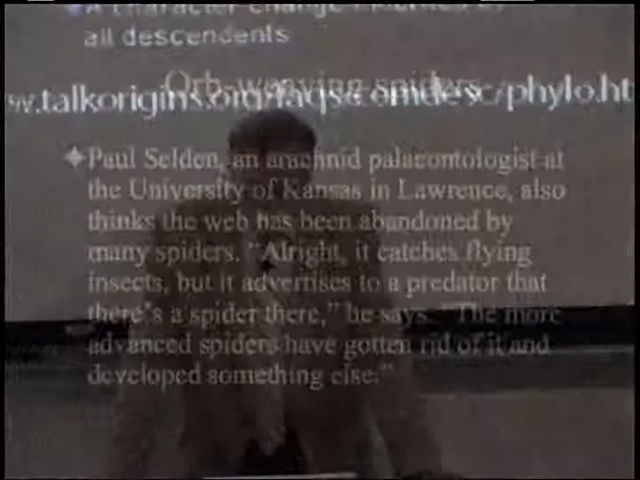 A character change
all descendents
Orb-weaving spiders
w.talkorigins.org/faqs/comdesc/phylo.ht
Paul Selden, an arachnid palaeontologist at
the University of Kansas in Lawrence, also
thinks the web has been abandoned by
many spiders. "Alright, it catches flying
insects, but it advertises to a predator that
there's a spider there," he says. "The more
advanced spiders have gotten rid of it and
developed something else."